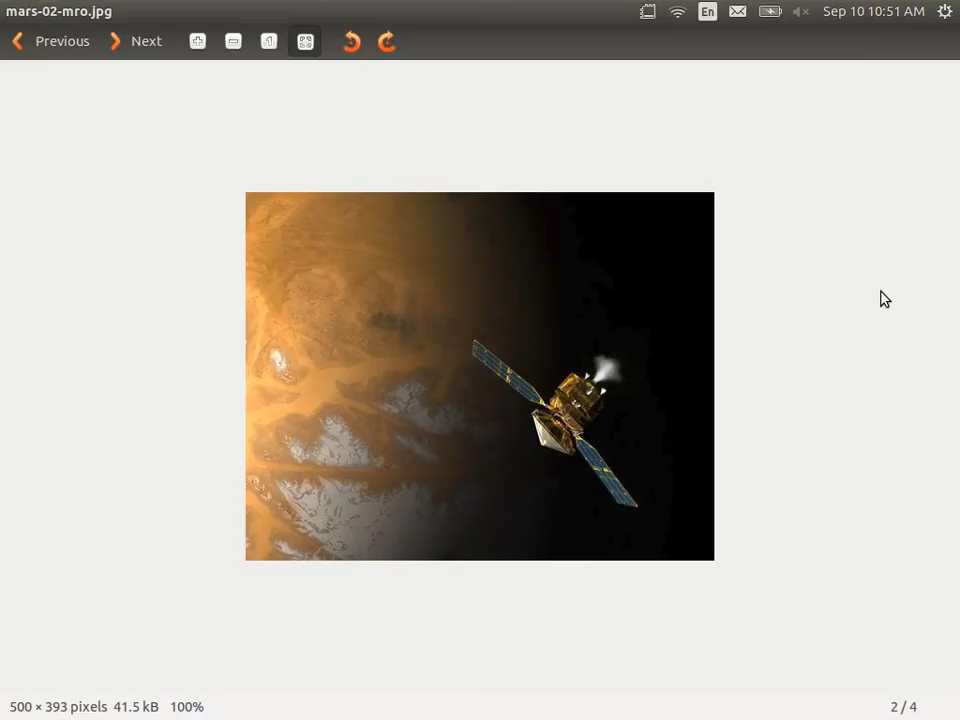 mars-02-mro.jpg
En
Sep 10 10:51 AM
Previous
Next
1
500 × 393 pixels 41.5 kB 100%
2 / 4